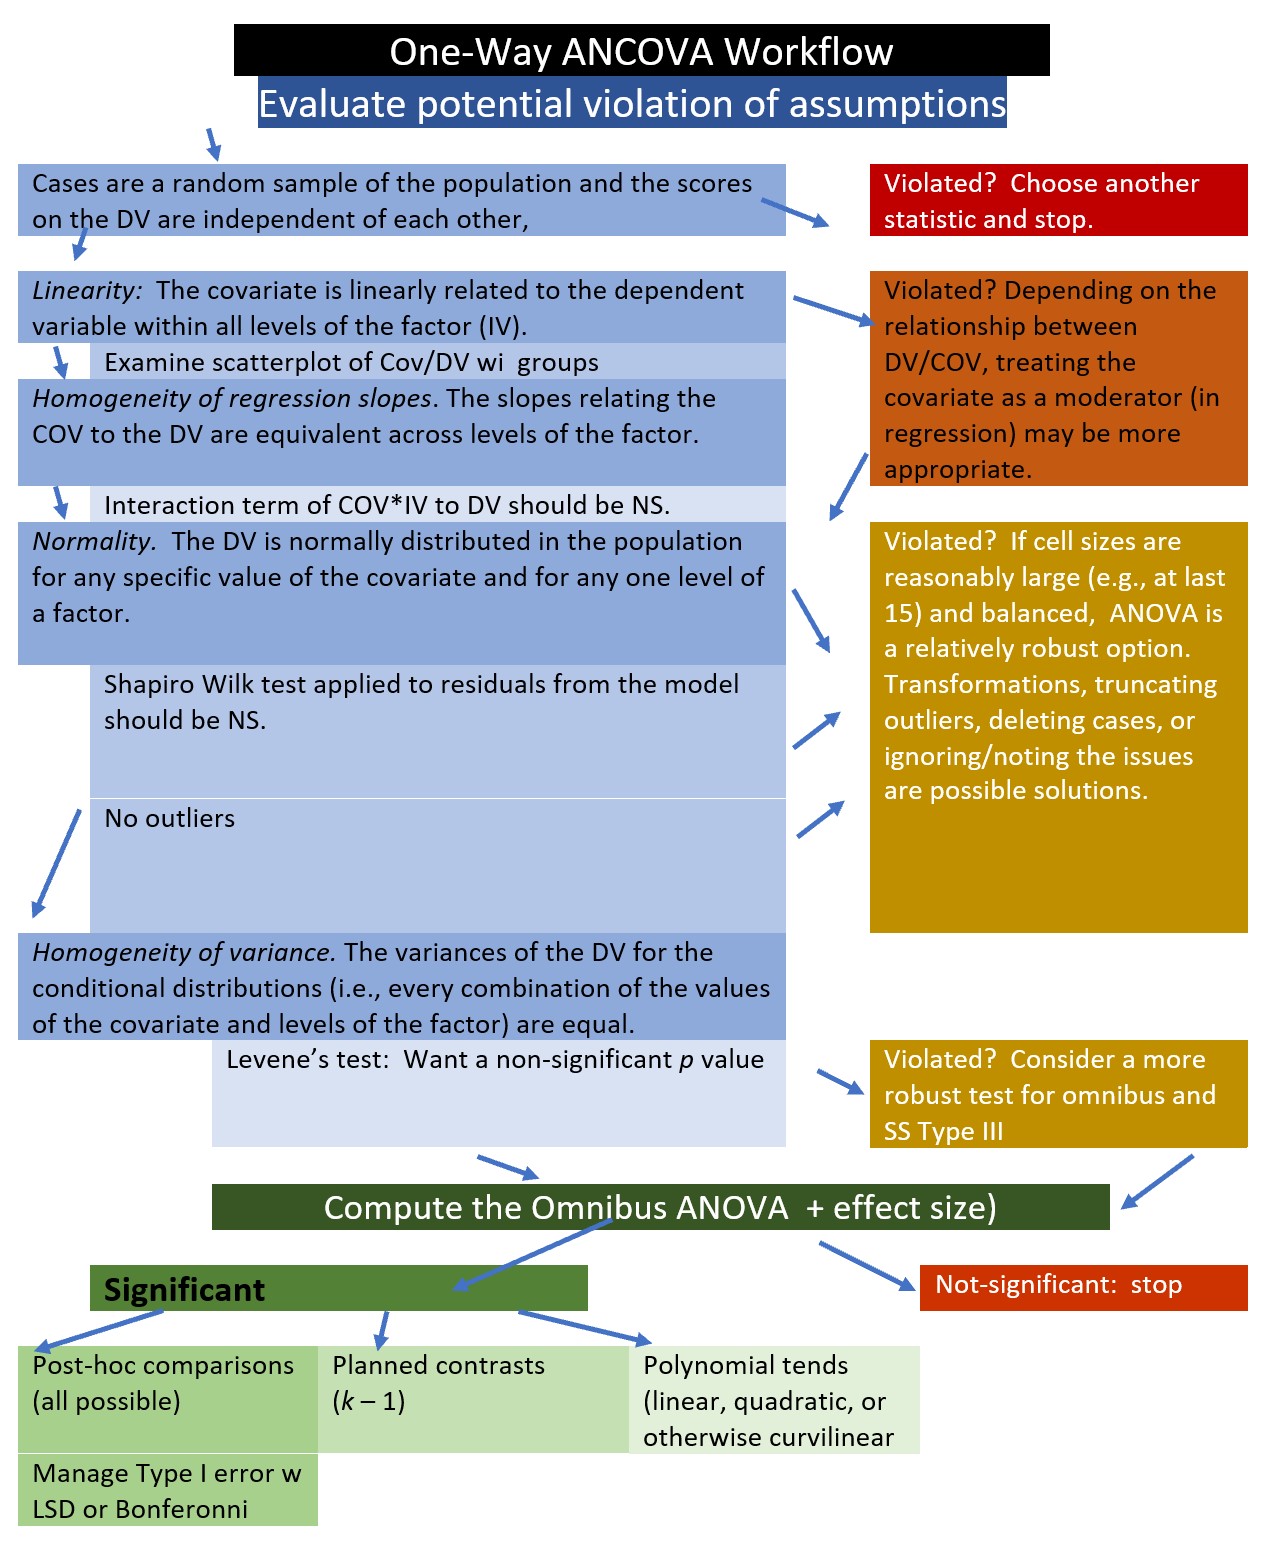 One-Way ANCOVA Workflow
Evaluate potential violation of assumptions
Cases are a random sample of the population and the scores
on the DV are independent of each other,
Violated?  Choose another
statistic and stop.
Linearity:  The covariate is linearly related to the dependent
variable within all levels of the factor (IV).
Examine scatterplot of Cov/DV wi  groups
Homogeneity of regression slopes. The slopes relating the
COV to the DV are equivalent across levels of the factor.
Interaction term of COV*IV to DV should be NS.
Violated? Depending on the
relationship between
DV/COV, treating the
covariate as a moderator (in
regression) may be more
appropriate.
Normality.  The DV is normally distributed in the population
for any specific value of the covariate and for any one level of
a factor.
Shapiro Wilk test applied to residuals from the model
should be NS.
No outliers
Violated?  If cell sizes are
reasonably large (e.g., at last
15) and balanced,  ANOVA is
a relatively robust option.
Transformations, truncating
outliers, deleting cases, or
ignoring/noting the issues
are possible solutions.
Homogeneity of variance. The variances of the DV for the
conditional distributions (i.e., every combination of the values
of the covariate and levels of the factor) are equal.
Levene’s test:  Want a non-significant p value
Violated?  Consider a more
robust test for omnibus and
SS Type III
Compute the Omnibus ANOVA  + effect size)
Significant
Not-significant:  stop
Post-hoc comparisons
(all possible)
Planned contrasts
(k – 1)
Polynomial tends
(linear, quadratic, or
otherwise curvilinear
Manage Type I error w
LSD or Bonferonni